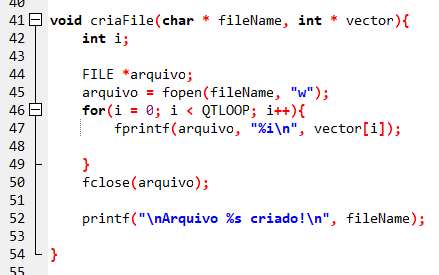 40
41 void criaFile(char * fileName, int * vector){
42 int i;
43
44 FILE *arquivo;
45 arquivo = fopen(fileName, "w");
46 for(i = 0; i < QTLOOP; i++){
47 fprintf(arquivo, "%i\n", vector[i]);
48
49 }
50 fclose(arquivo);
51
52 printf("\nArquivo %s criado!\n", fileName);
53
54 }
55